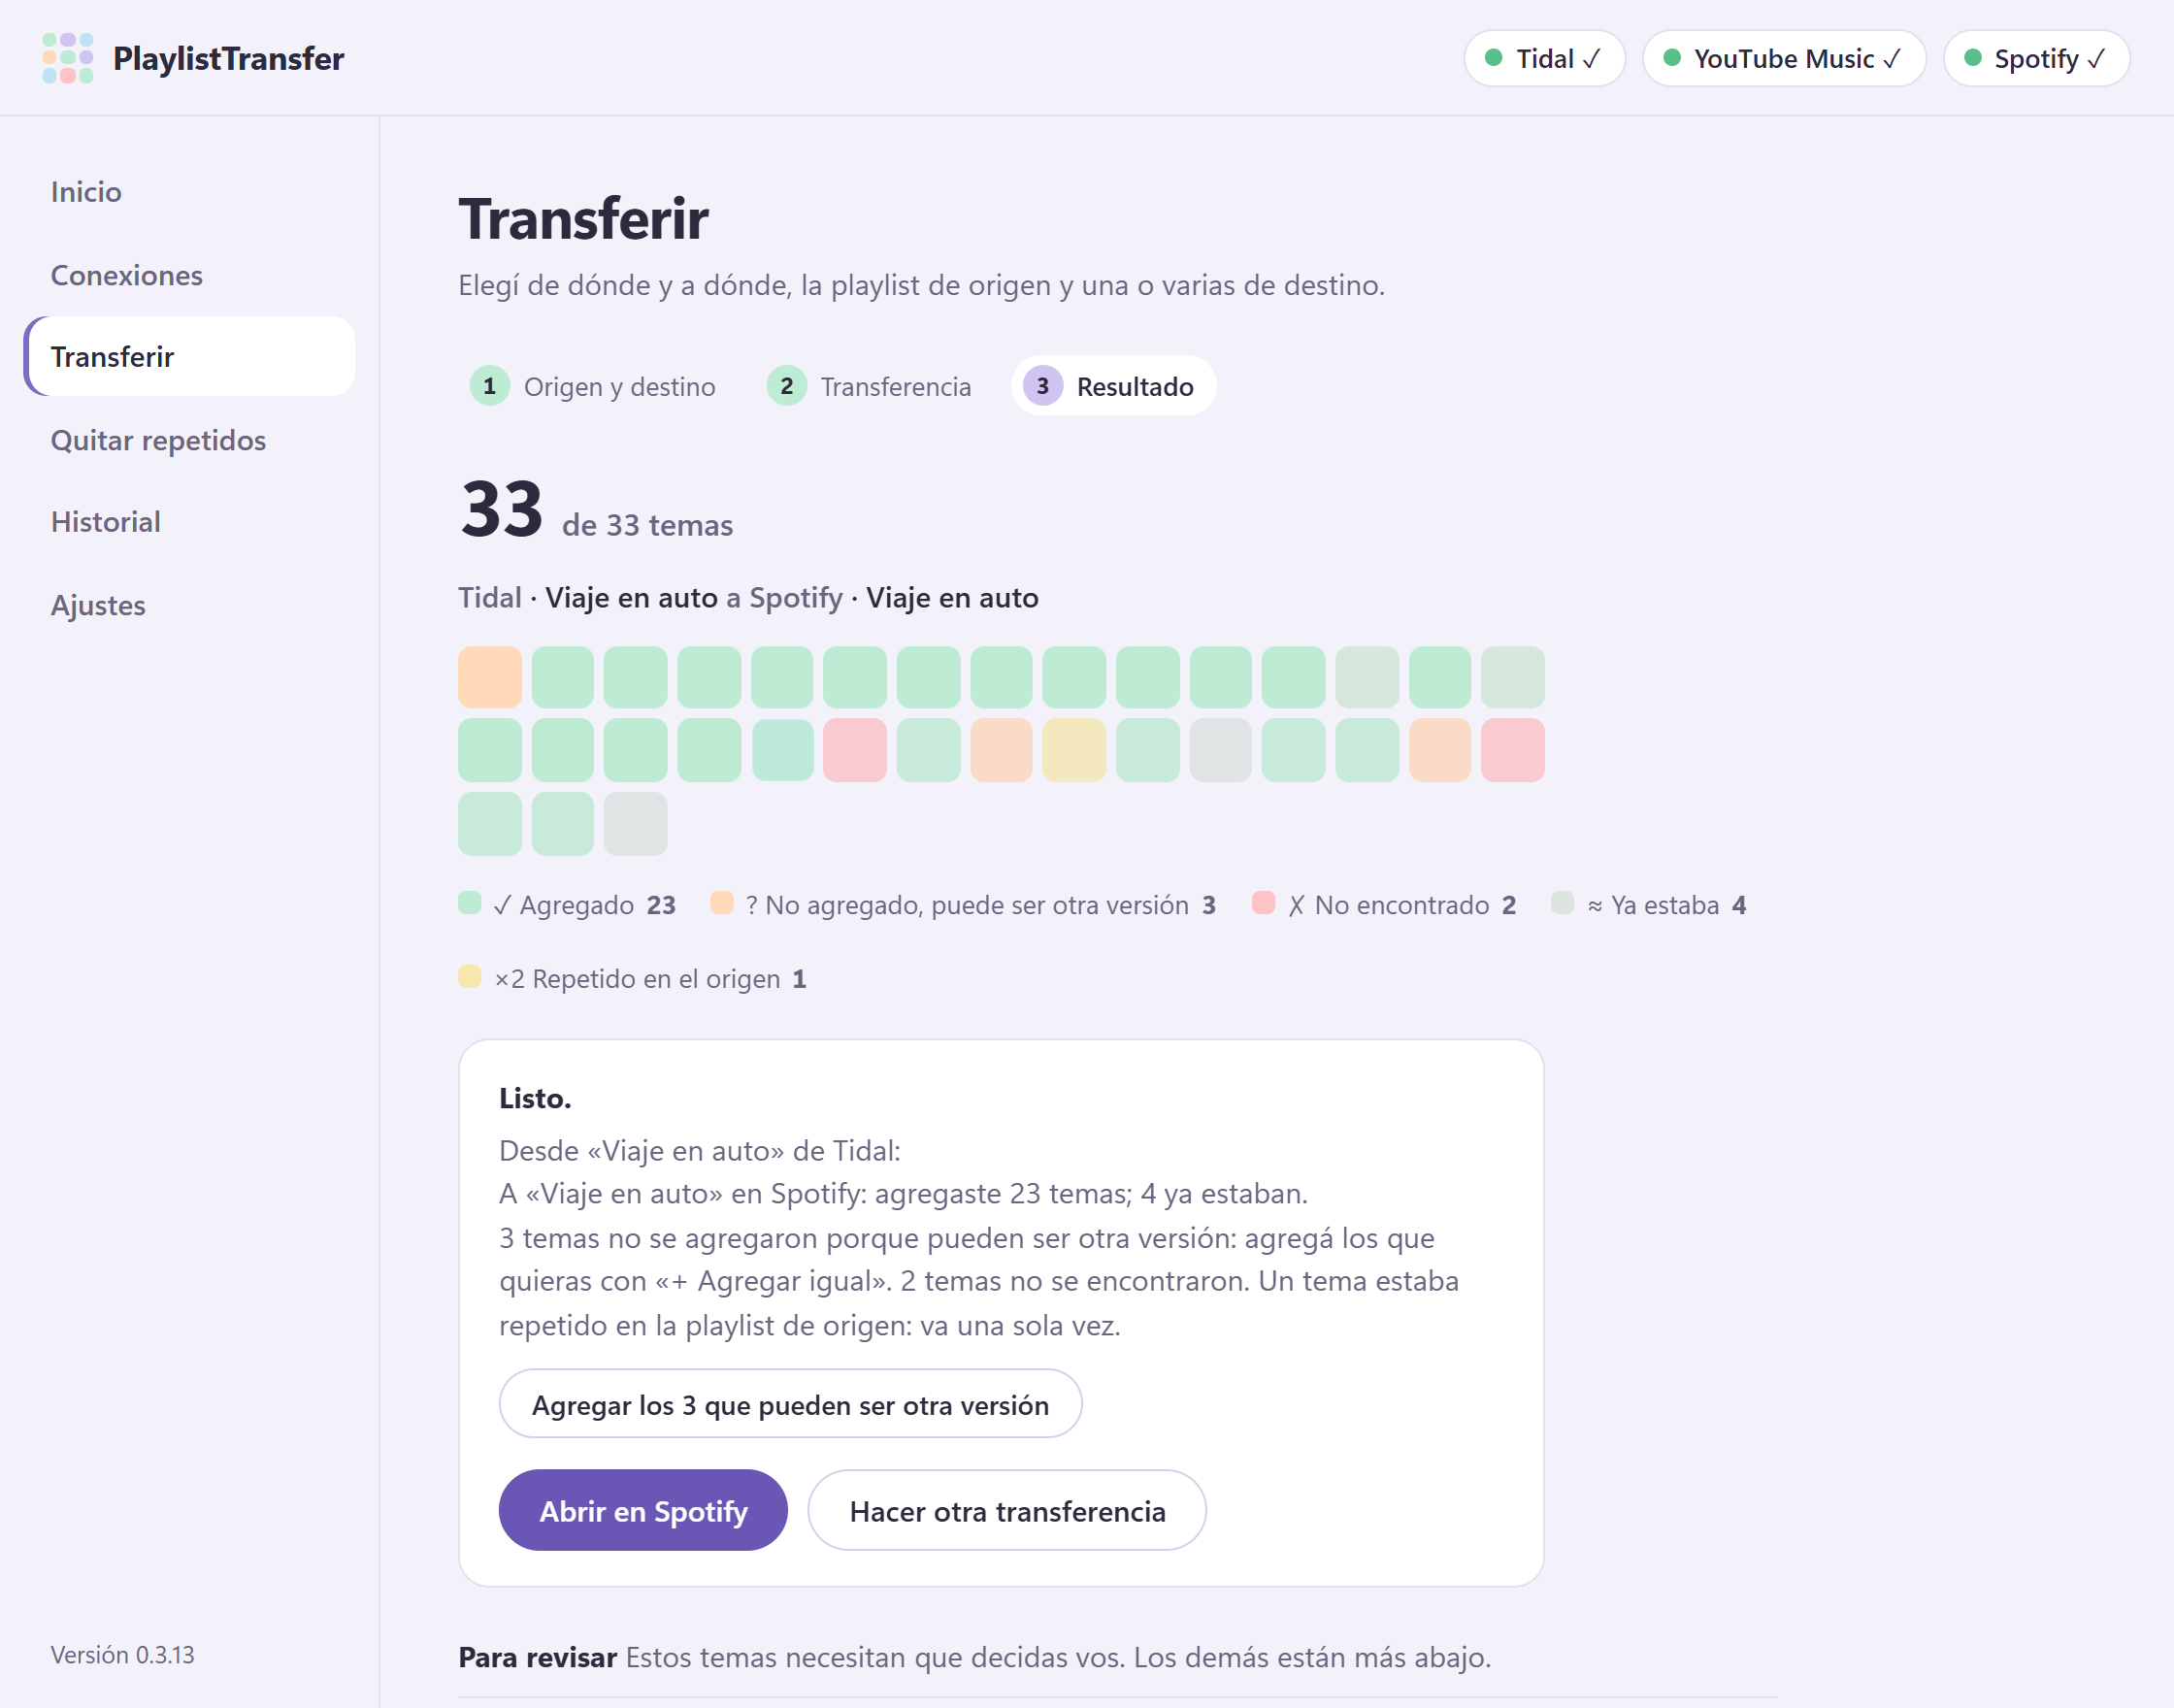 PlaylistTransfer
Tidal ✓
YouTube Music ✓
Spotify ✓
Inicio
Conexiones
Transferir
Quitar repetidos
Historial
Ajustes
Versión 0.3.13
Transferir
Elegí de dónde y a dónde, la playlist de origen y una o varias de destino.
1 Origen y destino
2 Transferencia
3 Resultado
33 de 33 temas
Tidal · Viaje en auto a Spotify · Viaje en auto
✓ Agregado 23
? No agregado, puede ser otra versión 3
✗ No encontrado 2
≈ Ya estaba 4
×2 Repetido en el origen 1
Listo.
Desde «Viaje en auto» de Tidal:
A «Viaje en auto» en Spotify: agregaste 23 temas; 4 ya estaban.
3 temas no se agregaron porque pueden ser otra versión: agregá los que
quieras con «+ Agregar igual». 2 temas no se encontraron. Un tema estaba
repetido en la playlist de origen: va una sola vez.
Agregar los 3 que pueden ser otra versión
Abrir en Spotify
Hacer otra transferencia
Para revisar Estos temas necesitan que decidas vos. Los demás están más abajo.